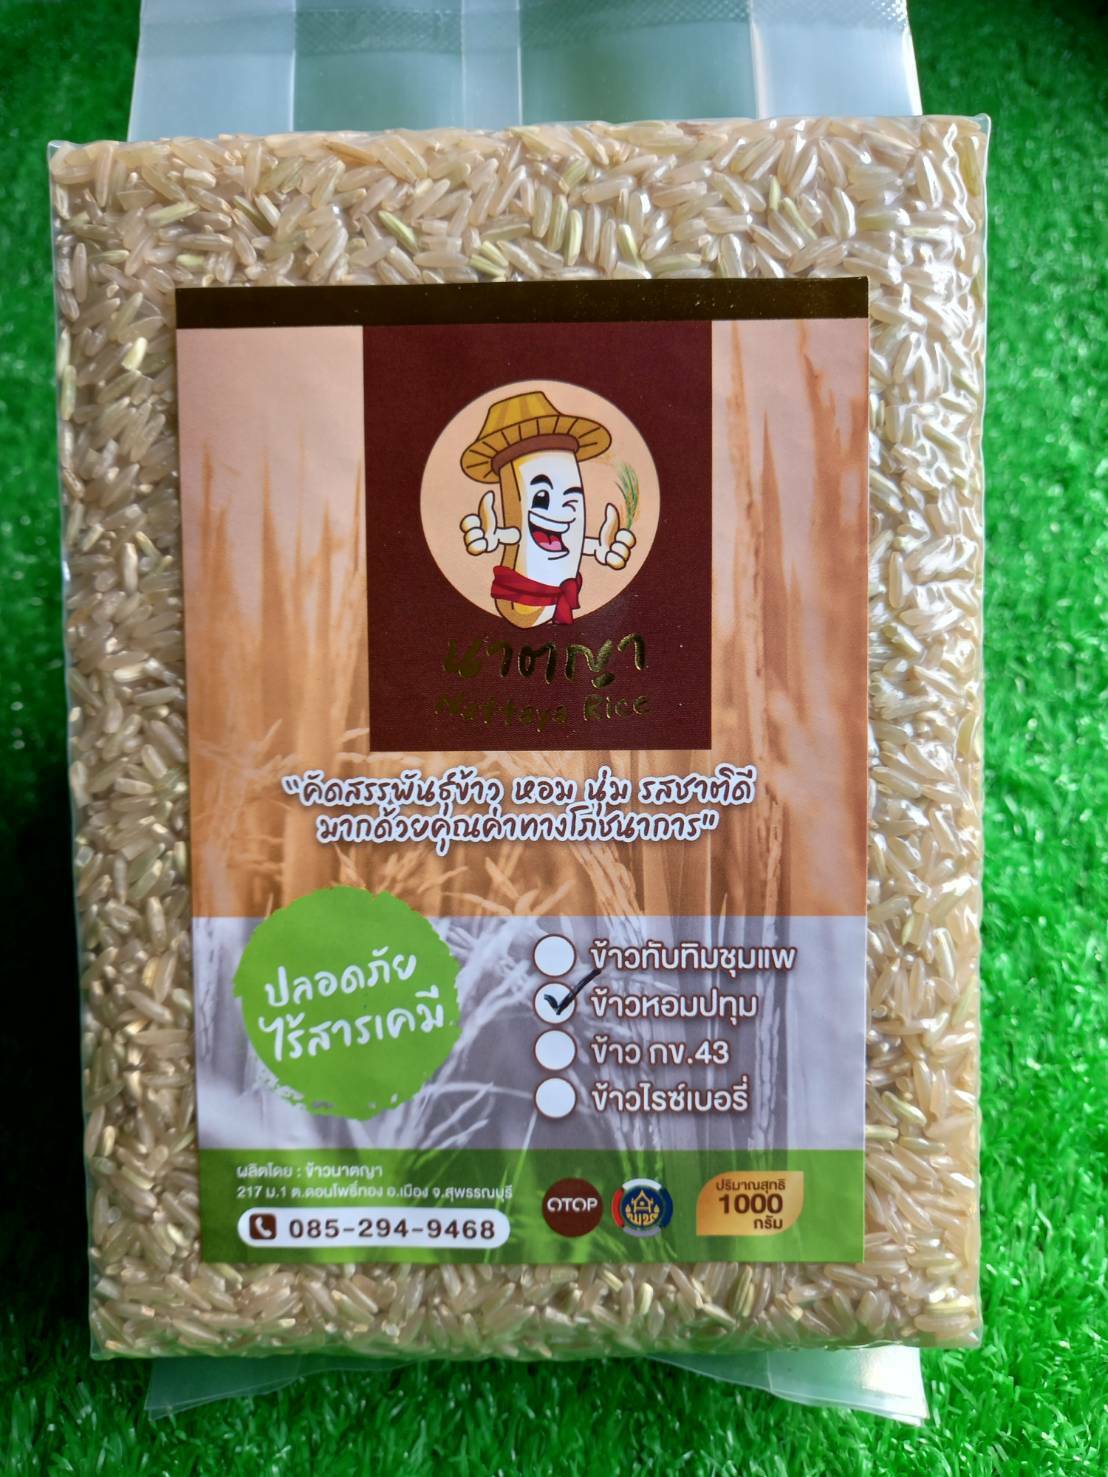 นาตญา
Nattaya Rice
"คัดสรรพันธุ์ข้าว หอม นุ่ม รสชาติดี
มากด้วยคุณค่าทางโภชนาการ"
ปลอดภัย
ไร้สารเคมี
ข้าวทับทิมชุมแพ
ข้าวหอมปทุม
ข้าว กข.43
ข้าวไรซ์เบอรี่
ผลิตโดย : ข้าวนาตญา
217 ม.1 ต.ดอนโพธิ์ทอง อ.เมือง จ.สุพรรณบุรี
085-294-9468
OTOP
พช
ปริมาณสุทธิ
1000
กรัม